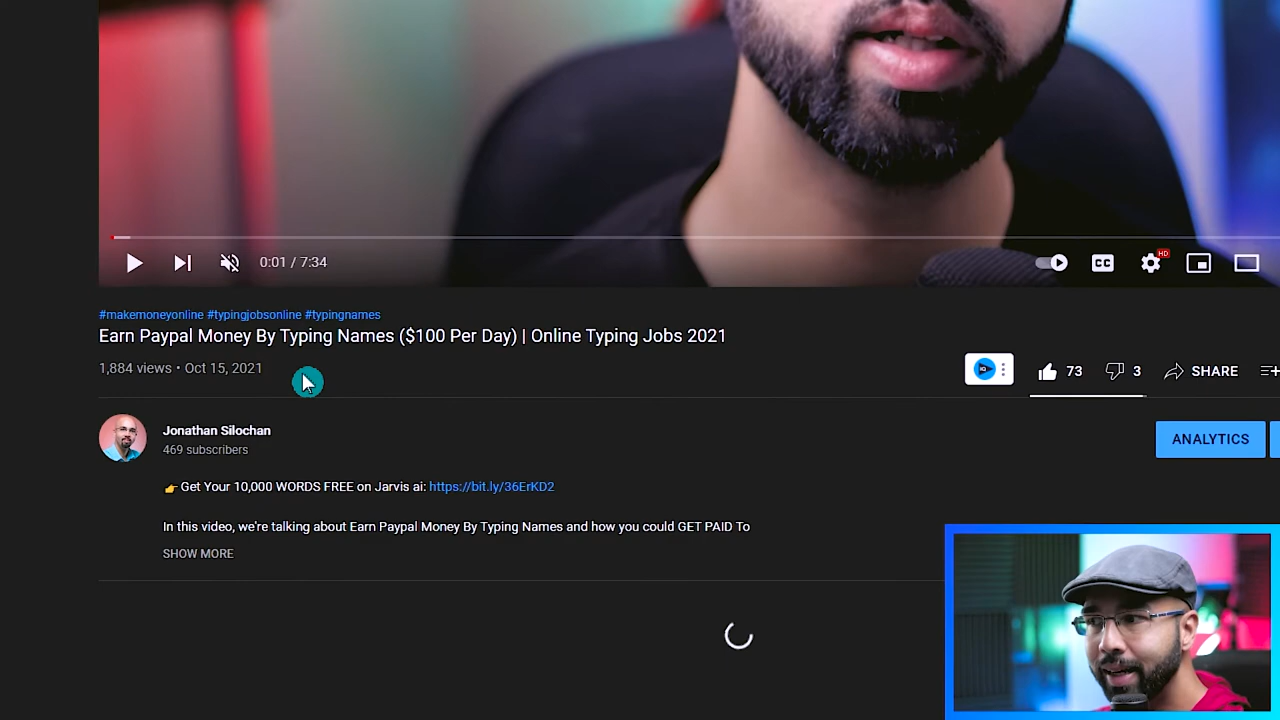 0:01 / 7:34
CC
HD
#makemoneyonline #typingjobsonline #typingnames
Earn Paypal Money By Typing Names ($100 Per Day) | Online Typing Jobs 2021
1,884 views • Oct 15, 2021
IQ
73
3
SHARE
Jonathan Silochan
469 subscribers
ANALYTICS
👉 Get Your 10,000 WORDS FREE on Jarvis ai: https://bit.ly/36ErKD2
In this video, we're talking about Earn Paypal Money By Typing Names and how you could GET PAID To
SHOW MORE